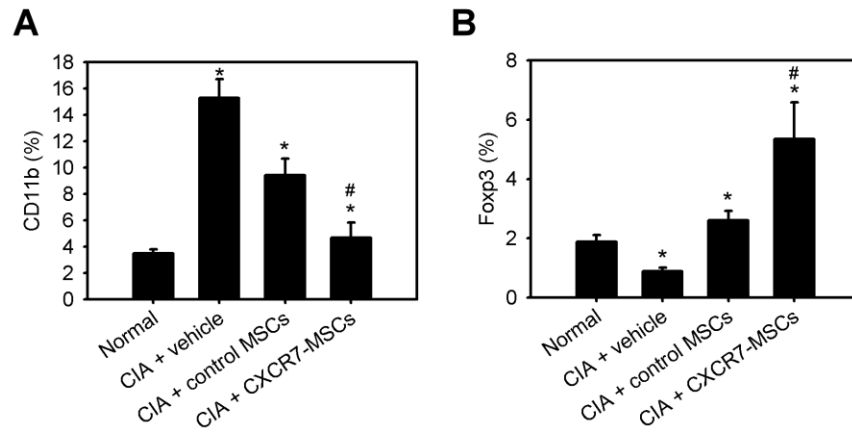 A
CD11b (%)
18
16
14
12
10
8
6
4
2
0
*
*
#
*
Normal
CIA + vehicle
CIA + control MSCs
CIA + CXCR7-MSCs
B
Foxp3 (%)
8
6
4
2
0
*
*
#
*
Normal
CIA + vehicle
CIA + control MSCs
CIA + CXCR7-MSCs